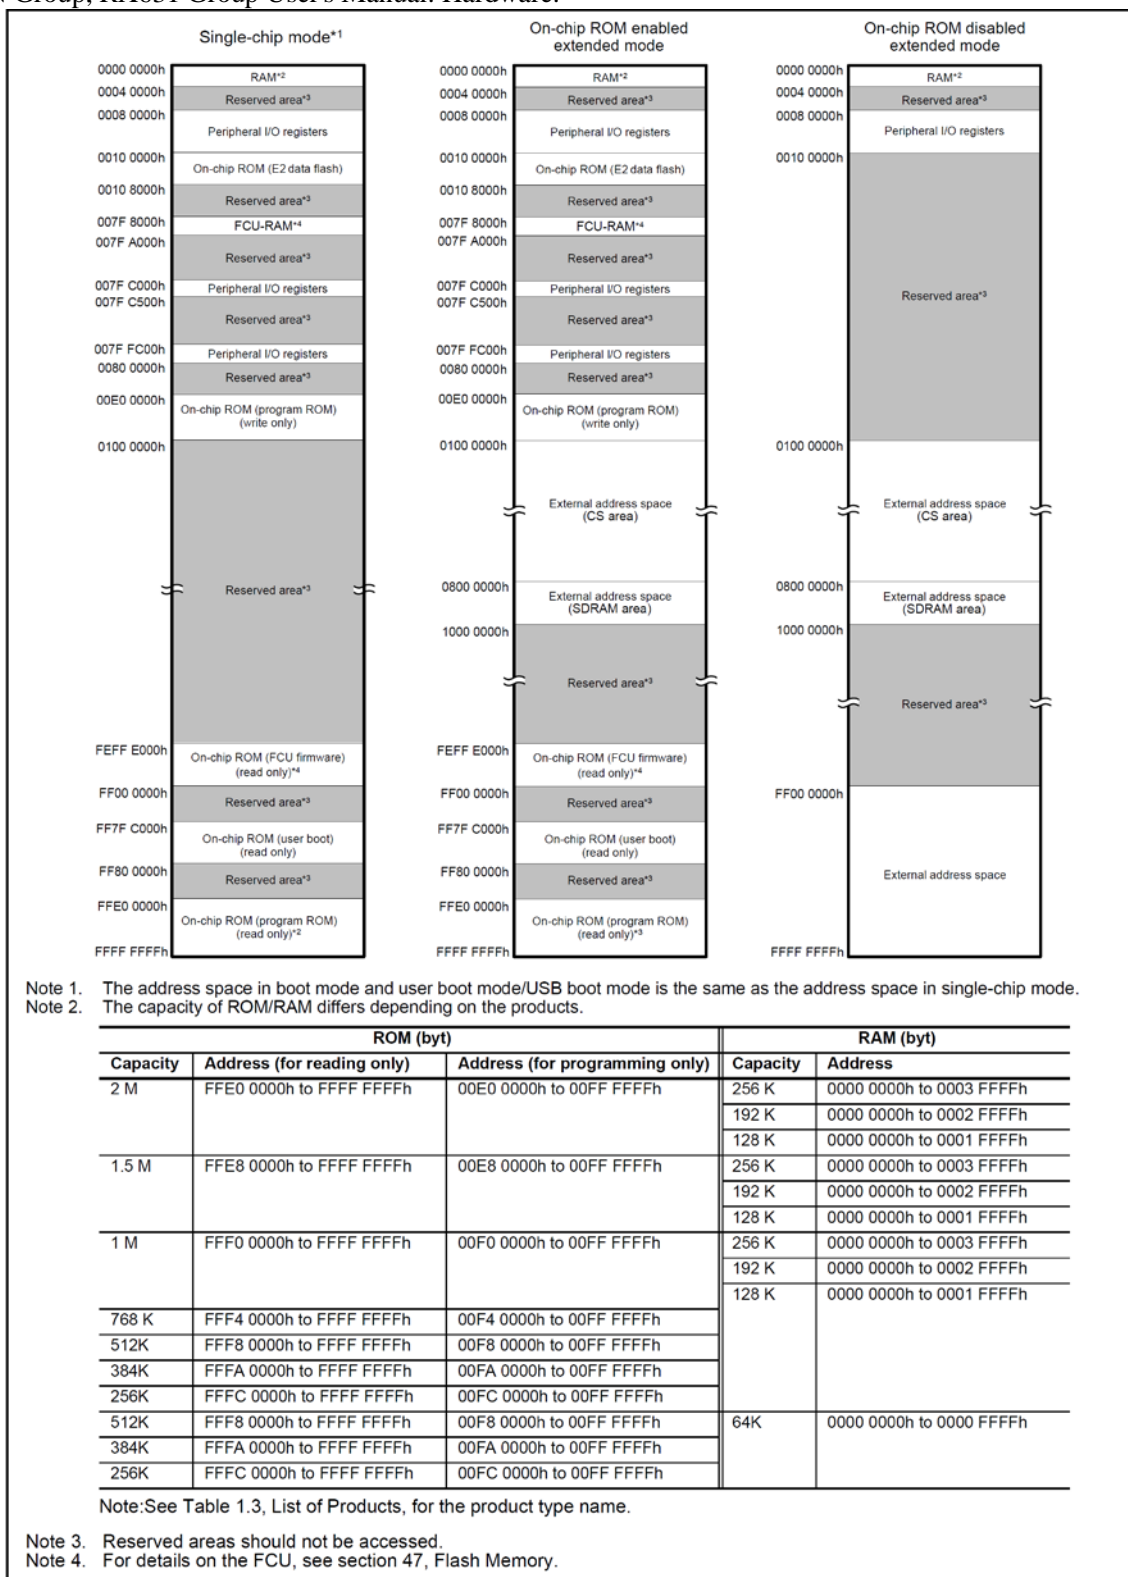 Group, RX631 Group User's Manual: Hardware.
Single-chip mode*1
0000 0000h
RAM*2
0004 0000h
Reserved area*3
0008 0000h
Peripheral I/O registers
0010 0000h
On-chip ROM (E2 data flash)
0010 8000h
Reserved area*3
007F 8000h
FCU-RAM*4
007F A000h
Reserved area*3
007F C000h
Peripheral I/O registers
007F C500h
Reserved area*3
007F FC00h
Peripheral I/O registers
0080 0000h
Reserved area*3
00E0 0000h
On-chip ROM (program ROM)
(write only)
0100 0000h
Reserved area*3
FEFF E000h
On-chip ROM (FCU firmware)
(read only)*4
FF00 0000h
Reserved area*3
FF7F C000h
On-chip ROM (user boot)
(read only)
FF80 0000h
Reserved area*3
FFE0 0000h
On-chip ROM (program ROM)
(read only)*2
FFFF FFFFh
On-chip ROM enabled
extended mode
0000 0000h
RAM*2
0004 0000h
Reserved area*3
0008 0000h
Peripheral I/O registers
0010 0000h
On-chip ROM (E2 data flash)
0010 8000h
Reserved area*3
007F 8000h
FCU-RAM*4
007F A000h
Reserved area*3
007F C000h
Peripheral I/O registers
007F C500h
Reserved area*3
007F FC00h
Peripheral I/O registers
0080 0000h
Reserved area*3
00E0 0000h
On-chip ROM (program ROM)
(write only)
0100 0000h
External address space
(CS area)
0800 0000h
External address space
(SDRAM area)
1000 0000h
Reserved area*3
FEFF E000h
On-chip ROM (FCU firmware)
(read only)*4
FF00 0000h
Reserved area*3
FF7F C000h
On-chip ROM (user boot)
(read only)
FF80 0000h
Reserved area*3
FFE0 0000h
On-chip ROM (program ROM)
(read only)*3
FFFF FFFFh
On-chip ROM disabled
extended mode
0000 0000h
RAM*2
0004 0000h
Reserved area*3
0008 0000h
Peripheral I/O registers
0010 0000h
Reserved area*3
0100 0000h
External address space
(CS area)
0800 0000h
External address space
(SDRAM area)
1000 0000h
Reserved area*3
FF00 0000h
External address space
FFFF FFFFh
Note 1. The address space in boot mode and user boot mode/USB boot mode is the same as the address space in single-chip mode.
Note 2. The capacity of ROM/RAM differs depending on the products.
ROM (byt) RAM (byt)
Capacity Address (for reading only) Address (for programming only) Capacity Address
2 M FFE0 0000h to FFFF FFFFh 00E0 0000h to 00FF FFFFh 256 K 0000 0000h to 0003 FFFFh
192 K 0000 0000h to 0002 FFFFh
128 K 0000 0000h to 0001 FFFFh
1.5 M FFE8 0000h to FFFF FFFFh 00E8 0000h to 00FF FFFFh 256 K 0000 0000h to 0003 FFFFh
192 K 0000 0000h to 0002 FFFFh
128 K 0000 0000h to 0001 FFFFh
1 M FFF0 0000h to FFFF FFFFh 00F0 0000h to 00FF FFFFh 256 K 0000 0000h to 0003 FFFFh
192 K 0000 0000h to 0002 FFFFh
128 K 0000 0000h to 0001 FFFFh
768 K FFF4 0000h to FFFF FFFFh 00F4 0000h to 00FF FFFFh
512K FFF8 0000h to FFFF FFFFh 00F8 0000h to 00FF FFFFh
384K FFFA 0000h to FFFF FFFFh 00FA 0000h to 00FF FFFFh
256K FFFC 0000h to FFFF FFFFh 00FC 0000h to 00FF FFFFh
512K FFF8 0000h to FFFF FFFFh 00F8 0000h to 00FF FFFFh 64K 0000 0000h to 0000 FFFFh
384K FFFA 0000h to FFFF FFFFh 00FA 0000h to 00FF FFFFh
256K FFFC 0000h to FFFF FFFFh 00FC 0000h to 00FF FFFFh
Note:See Table 1.3, List of Products, for the product type name.
Note 3. Reserved areas should not be accessed.
Note 4. For details on the FCU, see section 47, Flash Memory.